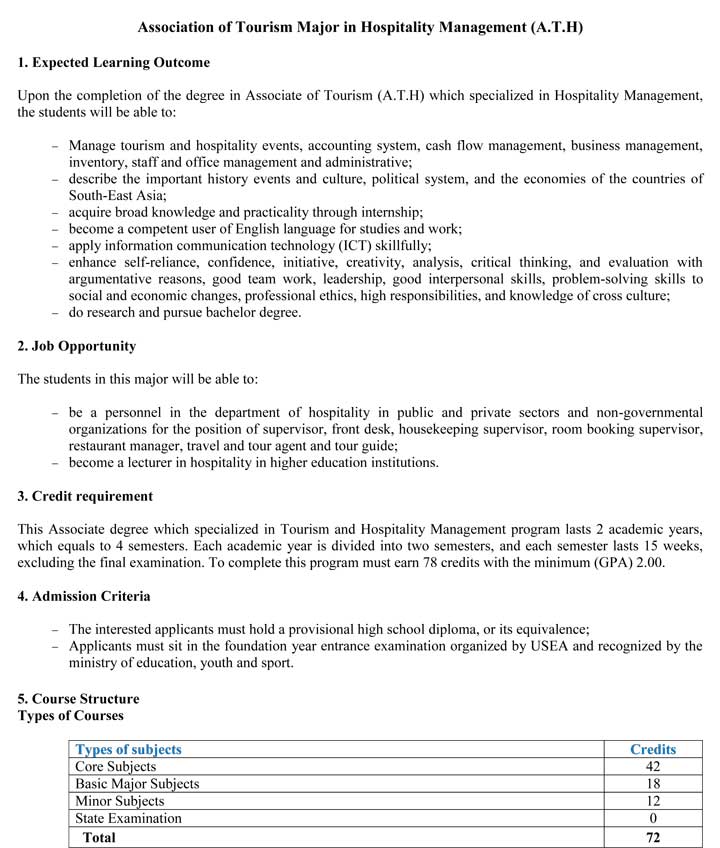 Association of Tourism Major in Hospitality Management (A.T.H)
1. Expected Learning Outcome
Upon the completion of the degree in Associate of Tourism (A.T.H) which specialized in Hospitality Management,
the students will be able to:
– Manage tourism and hospitality events, accounting system, cash flow management, business management,
inventory, staff and office management and administrative;
– describe the important history events and culture, political system, and the economies of the countries of
South-East Asia;
– acquire broad knowledge and practicality through internship;
– become a competent user of English language for studies and work;
– apply information communication technology (ICT) skillfully;
– enhance self-reliance, confidence, initiative, creativity, analysis, critical thinking, and evaluation with
argumentative reasons, good team work, leadership, good interpersonal skills, problem-solving skills to
social and economic changes, professional ethics, high responsibilities, and knowledge of cross culture;
– do research and pursue bachelor degree.
2. Job Opportunity
The students in this major will be able to:
– be a personnel in the department of hospitality in public and private sectors and non-governmental
organizations for the position of supervisor, front desk, housekeeping supervisor, room booking supervisor,
restaurant manager, travel and tour agent and tour guide;
– become a lecturer in hospitality in higher education institutions.
3. Credit requirement
This Associate degree which specialized in Tourism and Hospitality Management program lasts 2 academic years,
which equals to 4 semesters. Each academic year is divided into two semesters, and each semester lasts 15 weeks,
excluding the final examination. To complete this program must earn 78 credits with the minimum (GPA) 2.00.
4. Admission Criteria
– The interested applicants must hold a provisional high school diploma, or its equivalence;
– Applicants must sit in the foundation year entrance examination organized by USEA and recognized by the
ministry of education, youth and sport.
5. Course Structure
Types of Courses
Types of subjects Credits
Core Subjects 42
Basic Major Subjects 18
Minor Subjects 12
State Examination 0
Total 72